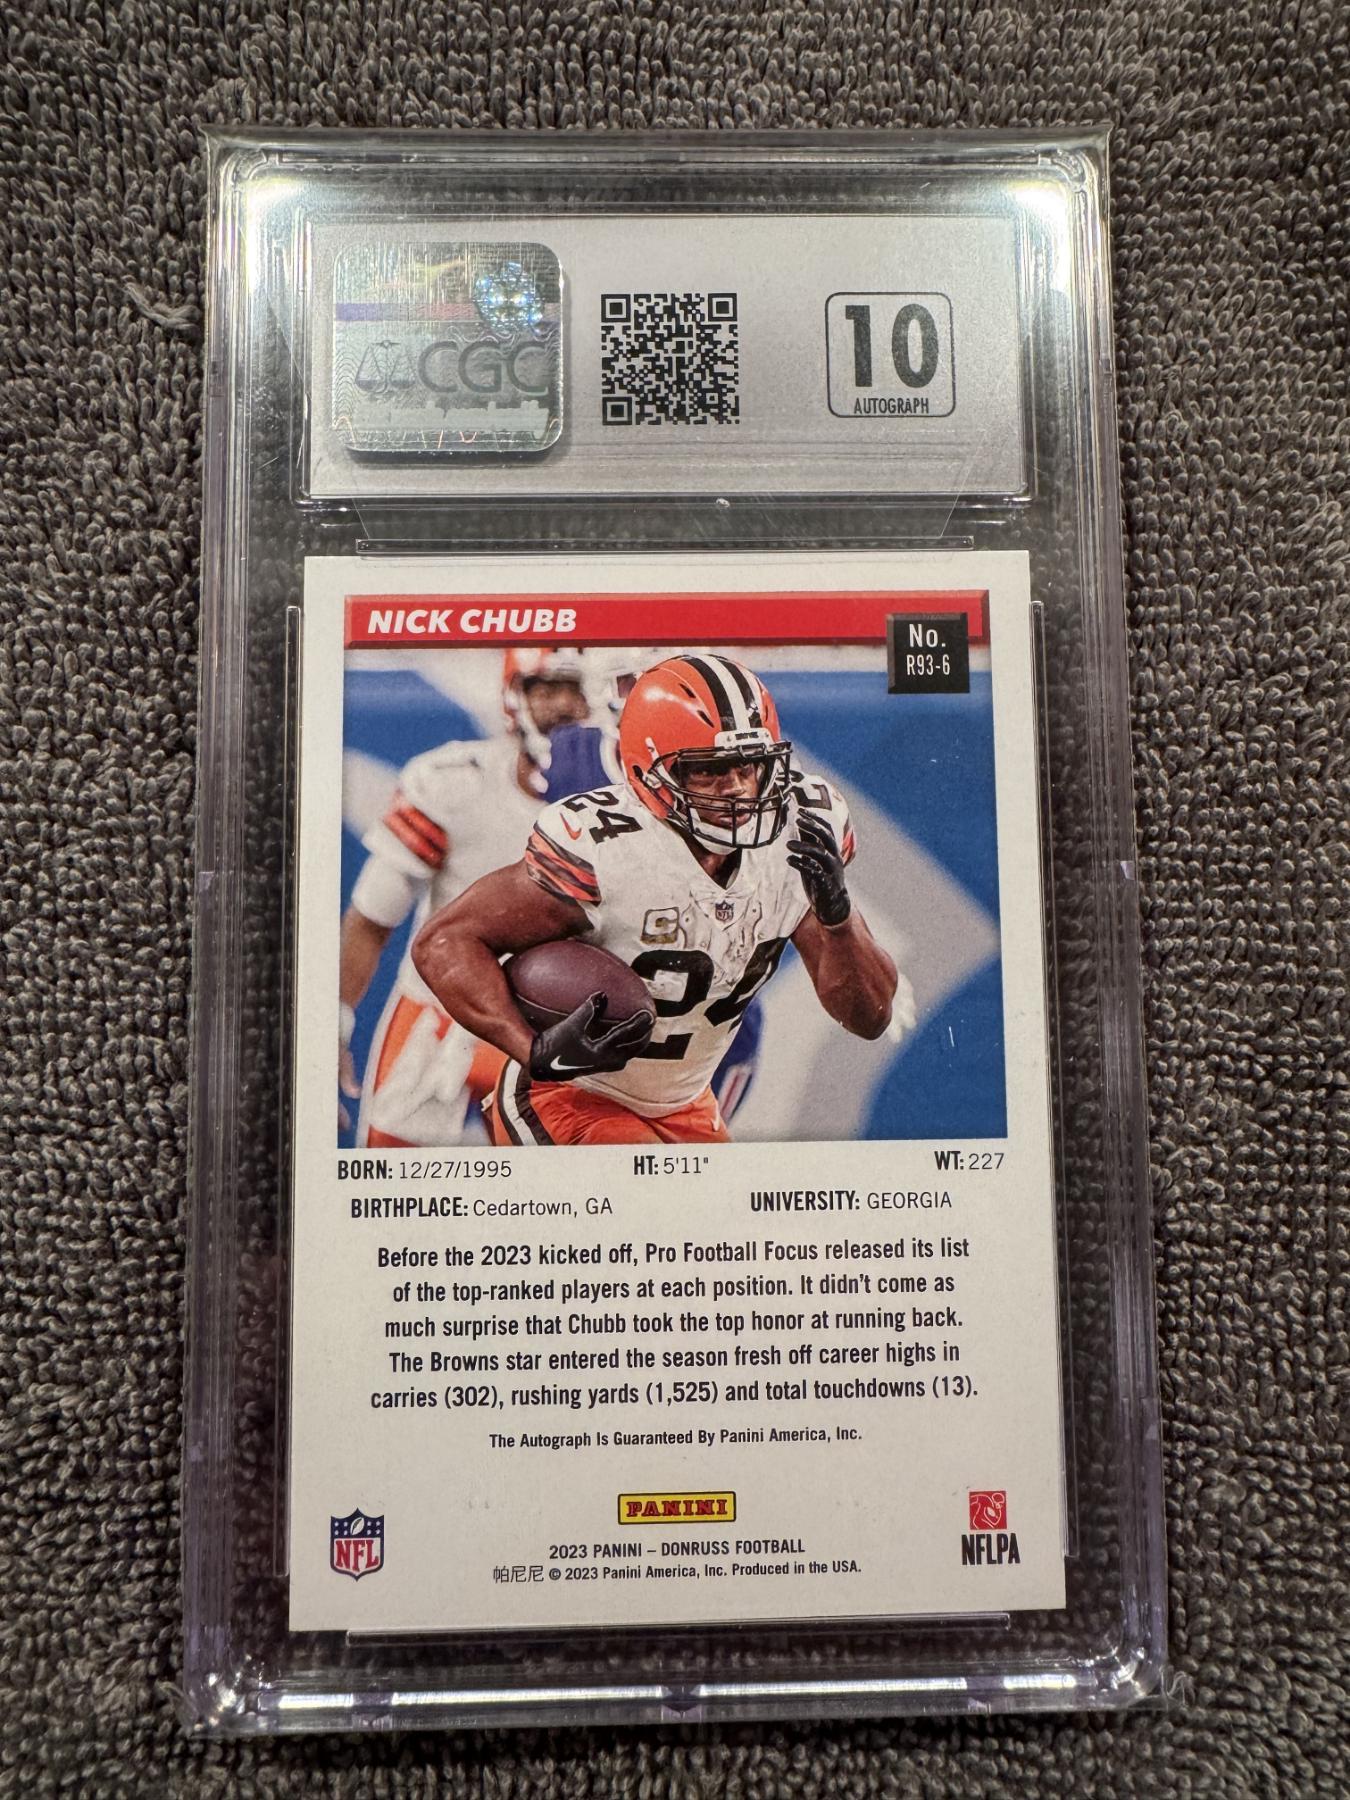 CGC
10
AUTOGRAPH
NICK CHUBB
No.
R93-6
24
24
BORN: 12/27/1995 HT: 5'11" WT: 227
BIRTHPLACE: Cedartown, GA UNIVERSITY: GEORGIA
Before the 2023 kicked off, Pro Football Focus released its list
of the top-ranked players at each position. It didn't come as
much surprise that Chubb took the top honor at running back.
The Browns star entered the season fresh off career highs in
carries (302), rushing yards (1,525) and total touchdowns (13).
The Autograph Is Guaranteed By Panini America, Inc.
PANINI
NFL
NFLPA
2023 PANINI – DONRUSS FOOTBALL
帕尼尼 © 2023 Panini America, Inc. Produced in the USA.